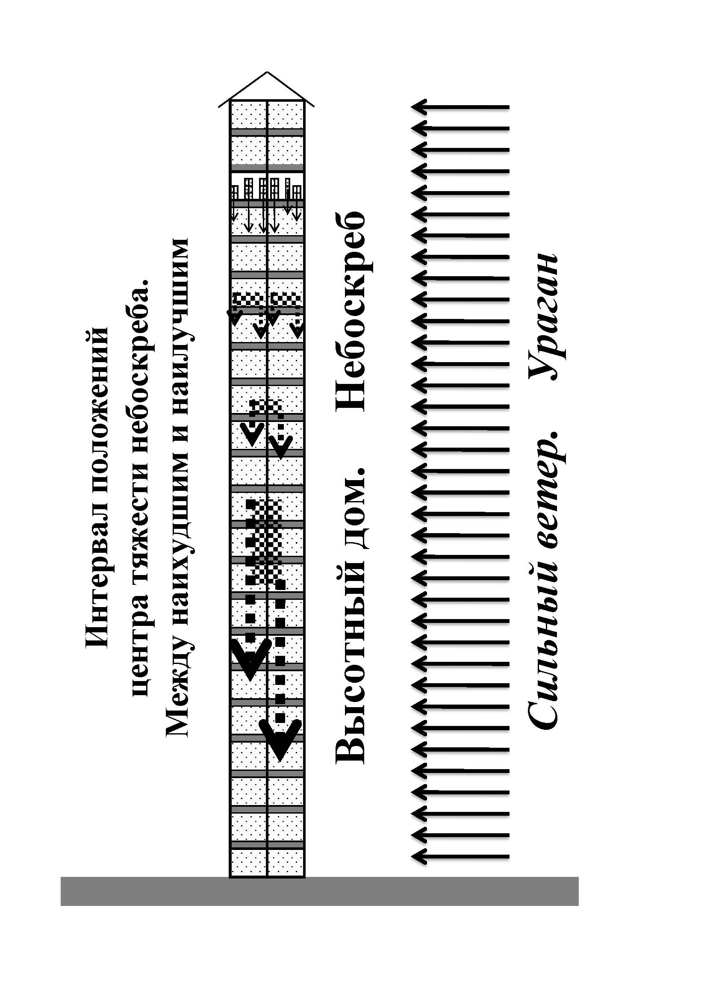 Интервал положений
центра тяжести небоскреба.
Между наихудшим и наилучшим
Высотный дом. Небоскреб
Сильный ветер. Ураган